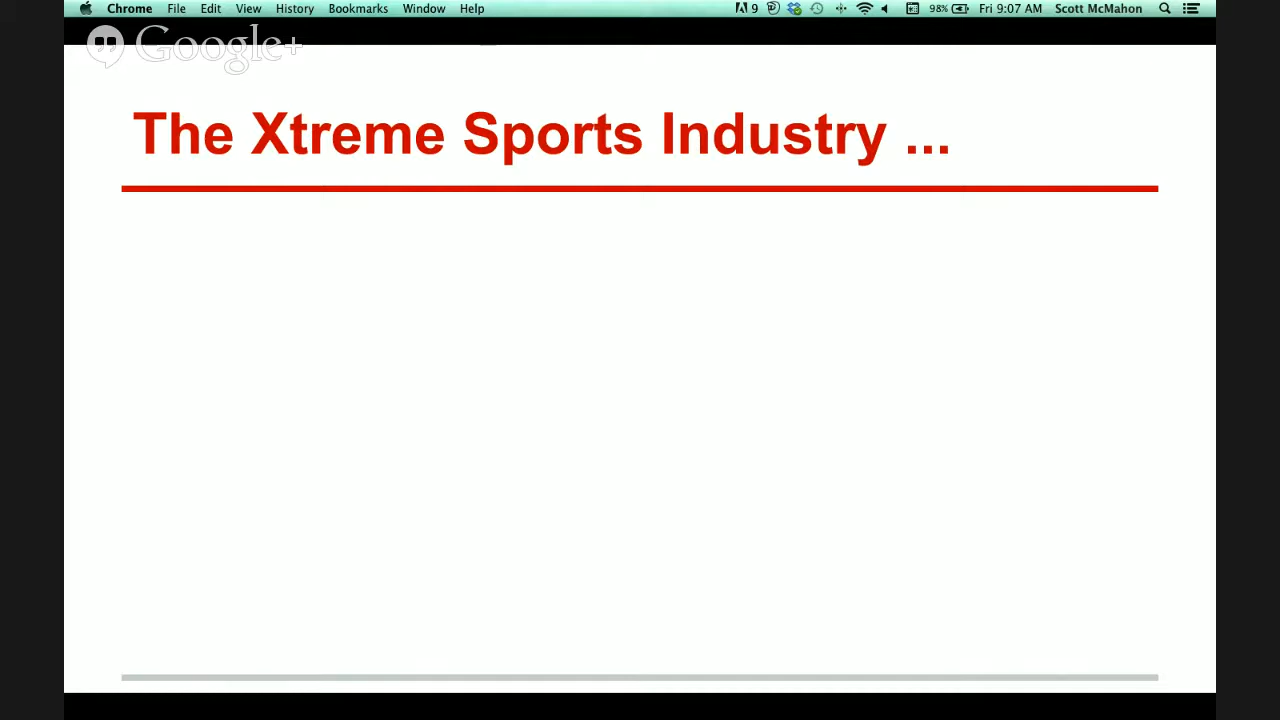 Chrome File Edit View History Bookmarks Window Help 9 98% Fri 9:07 AM Scott McMahon
Google+
The Xtreme Sports Industry ...